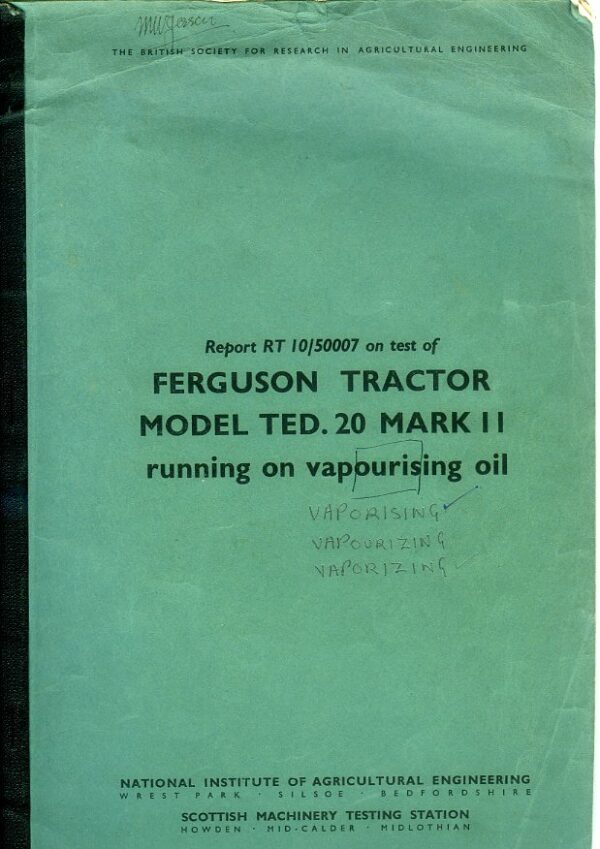 THE BRITISH SOCIETY FOR RESEARCH IN AGRICULTURAL ENGINEERING
Report RT 10/50007 on test of
FERGUSON TRACTOR
MODEL TED. 20 MARK II
running on vapourising oil
VAPORISING
VAPOURIZING
VAPORIZING
NATIONAL INSTITUTE OF AGRICULTURAL ENGINEERING
WREST PARK · SILSOE · BEDFORDSHIRE
SCOTTISH MACHINERY TESTING STATION
HOWDEN · MID-CALDER · MIDLOTHIAN